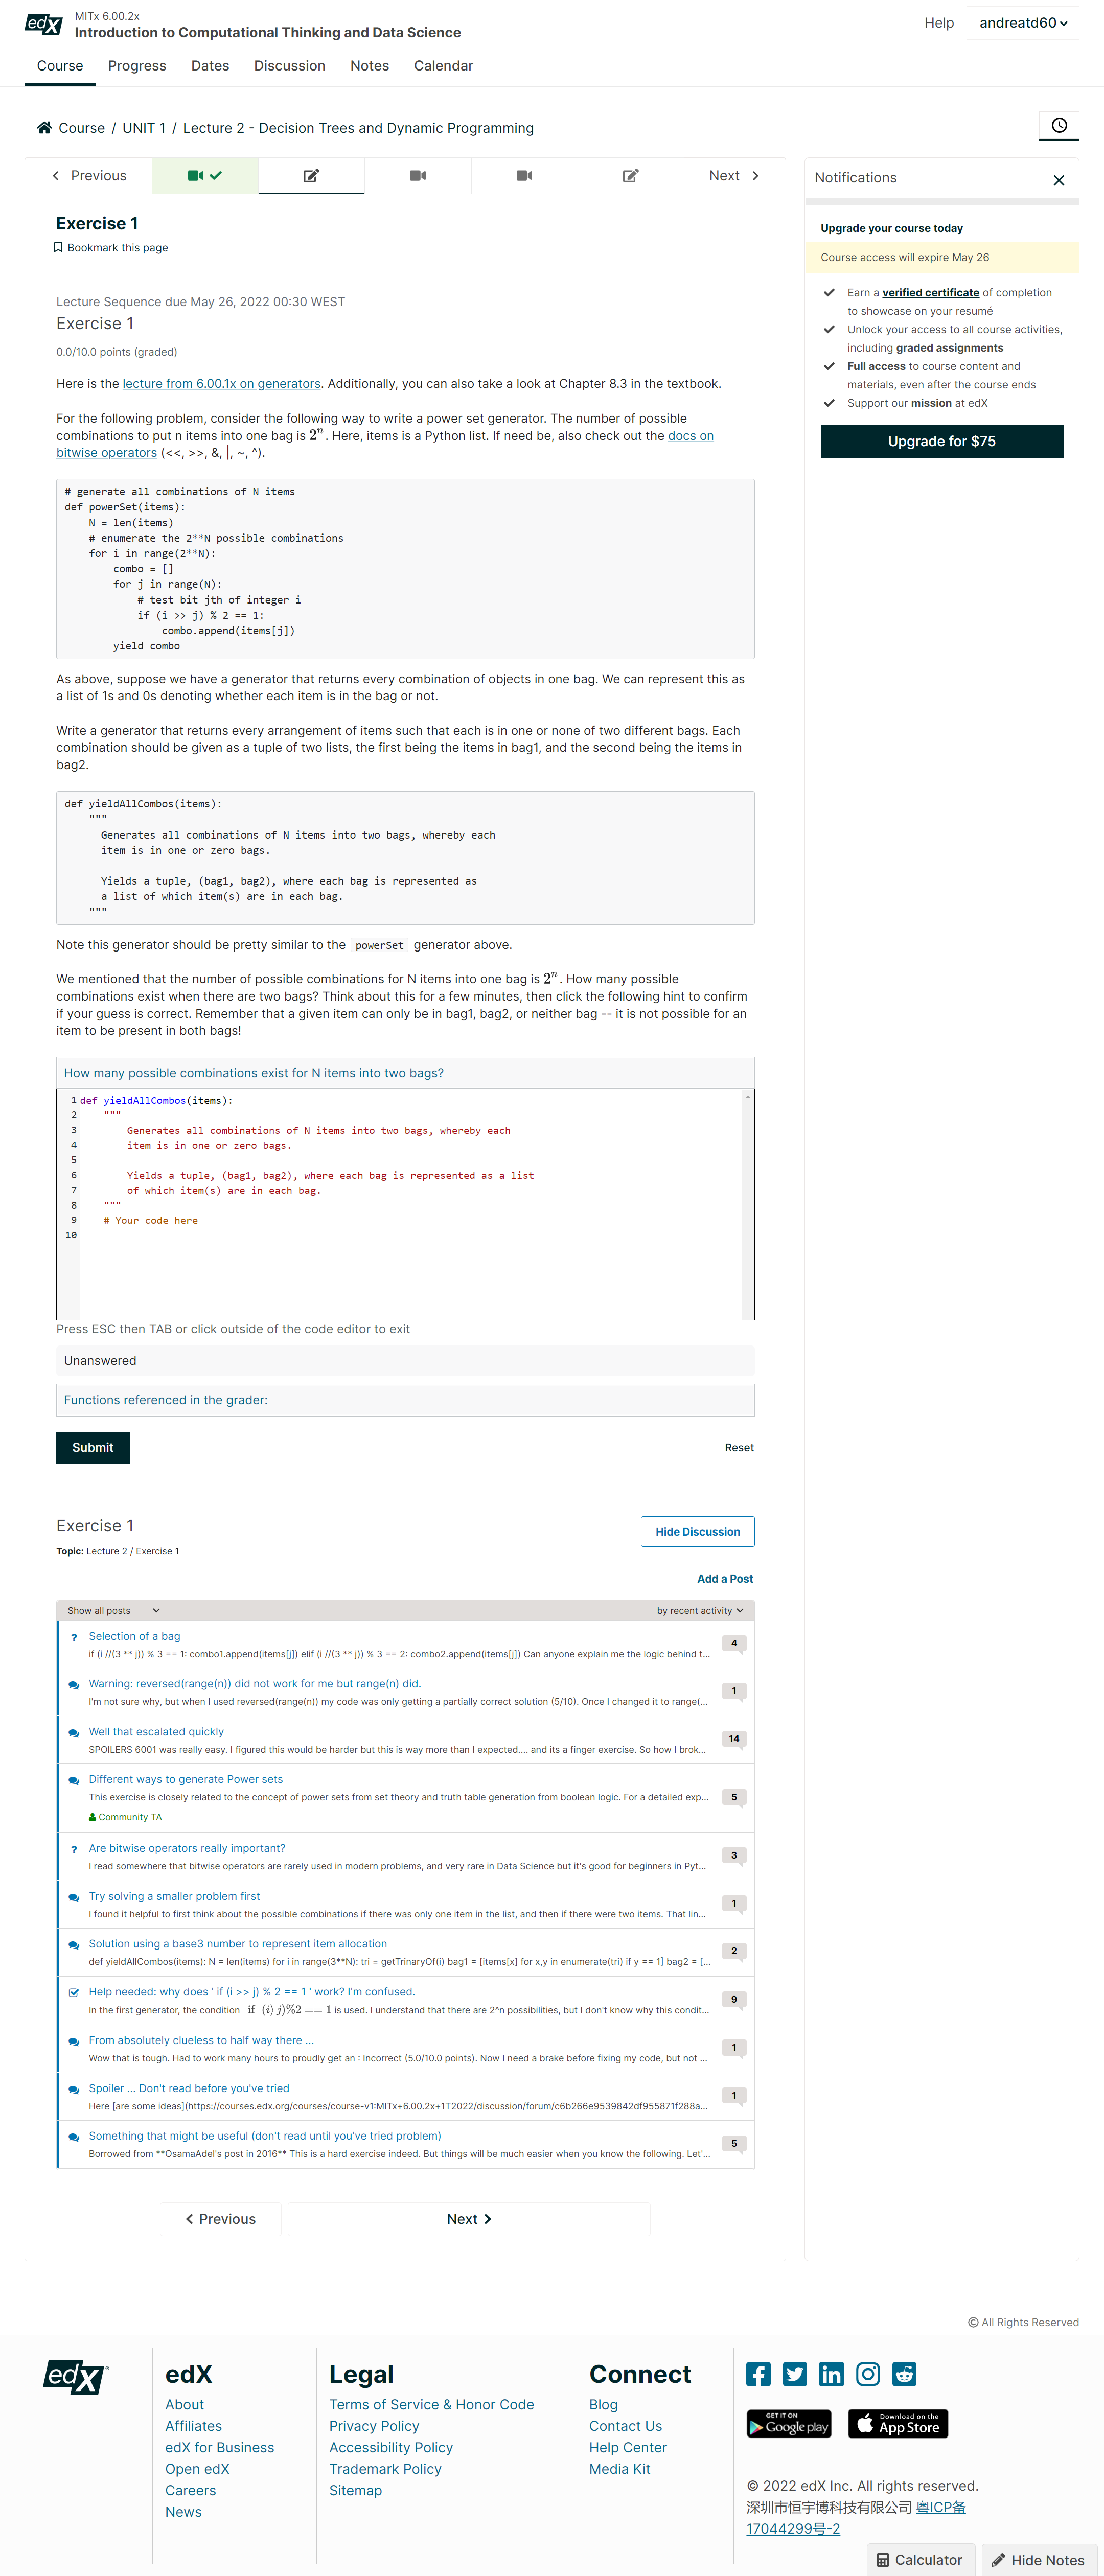 edX
MITx 6.00.2x
Introduction to Computational Thinking and Data Science
Help
andreatd60
Course
Progress
Dates
Discussion
Notes
Calendar
Course / UNIT 1 / Lecture 2 - Decision Trees and Dynamic Programming
Previous
Next
Exercise 1
Bookmark this page
Lecture Sequence due May 26, 2022 00:30 WEST
Exercise 1
0.0/10.0 points (graded)
Here is the lecture from 6.00.1x on generators. Additionally, you can also take a look at Chapter 8.3 in the textbook.
For the following problem, consider the following way to write a power set generator. The number of possible
combinations to put n items into one bag is 2ⁿ. Here, items is a Python list. If need be, also check out the docs on
bitwise operators (<<, >>, &, |, ~, ^).
# generate all combinations of N items
def powerSet(items):
    N = len(items)
    # enumerate the 2**N possible combinations
    for i in range(2**N):
        combo = []
        for j in range(N):
            # test bit jth of integer i
            if (i >> j) % 2 == 1:
                combo.append(items[j])
        yield combo
As above, suppose we have a generator that returns every combination of objects in one bag. We can represent this as
a list of 1s and 0s denoting whether each item is in the bag or not.
Write a generator that returns every arrangement of items such that each is in one or none of two different bags. Each
combination should be given as a tuple of two lists, the first being the items in bag1, and the second being the items in
bag2.
def yieldAllCombos(items):
    """
      Generates all combinations of N items into two bags, whereby each
      item is in one or zero bags.
      Yields a tuple, (bag1, bag2), where each bag is represented as
      a list of which item(s) are in each bag.
    """
Note this generator should be pretty similar to the powerSet generator above.
We mentioned that the number of possible combinations for N items into one bag is 2ⁿ. How many possible
combinations exist when there are two bags? Think about this for a few minutes, then click the following hint to confirm
if your guess is correct. Remember that a given item can only be in bag1, bag2, or neither bag -- it is not possible for an
item to be present in both bags!
How many possible combinations exist for N items into two bags?
1 def yieldAllCombos(items):
2     """
3         Generates all combinations of N items into two bags, whereby each
4         item is in one or zero bags.
5
6         Yields a tuple, (bag1, bag2), where each bag is represented as a list
7         of which item(s) are in each bag.
8     """
9     # Your code here
10
Press ESC then TAB or click outside of the code editor to exit
Unanswered
Functions referenced in the grader:
Submit
Reset
Exercise 1
Hide Discussion
Topic: Lecture 2 / Exercise 1
Add a Post
Show all posts
by recent activity
Selection of a bag
if (i //(3 ** j)) % 3 == 1: combo1.append(items[j]) elif (i //(3 ** j)) % 3 == 2: combo2.append(items[j]) Can anyone explain me the logic behind t...
4
Warning: reversed(range(n)) did not work for me but range(n) did.
I'm not sure why, but when I used reversed(range(n)) my code was only getting a partially correct solution (5/10). Once I changed it to range(...
1
Well that escalated quickly
SPOILERS 6001 was really easy. I figured this would be harder but this is way more than I expected.... and its a finger exercise. So how I brok...
14
Different ways to generate Power sets
This exercise is closely related to the concept of power sets from set theory and truth table generation from boolean logic. For a detailed exp...
Community TA
5
Are bitwise operators really important?
I read somewhere that bitwise operators are rarely used in modern problems, and very rare in Data Science but it's good for beginners in Pyt...
3
Try solving a smaller problem first
I found it helpful to first think about the possible combinations if there was only one item in the list, and then if there were two items. That lin...
1
Solution using a base3 number to represent item allocation
def yieldAllCombos(items): N = len(items) for i in range(3**N): tri = getTrinaryOf(i) bag1 = [items[x] for x,y in enumerate(tri) if y == 1] bag2 = [...
2
Help needed: why does ' if (i >> j) % 2 == 1 ' work? I'm confused.
In the first generator, the condition if (i⟩ j)%2 == 1 is used. I understand that there are 2^n possibilities, but I don't know why this condit...
9
From absolutely clueless to half way there ...
Wow that is tough. Had to work many hours to proudly get an : Incorrect (5.0/10.0 points). Now I need a brake before fixing my code, but not ...
1
Spoiler ... Don't read before you've tried
Here [are some ideas](https://courses.edx.org/courses/course-v1:MITx+6.00.2x+1T2022/discussion/forum/c6b266e9539842df955871f288a...
1
Something that might be useful (don't read until you've tried problem)
Borrowed from **OsamaAdel's post in 2016** This is a hard exercise indeed. But things will be much easier when you know the following. Let'...
5
Previous
Next
Notifications
Upgrade your course today
Course access will expire May 26
Earn a verified certificate of completion
to showcase on your resumé
Unlock your access to all course activities,
including graded assignments
Full access to course content and
materials, even after the course ends
Support our mission at edX
Upgrade for $75
© All Rights Reserved
edX
edX
About
Affiliates
edX for Business
Open edX
Careers
News
Legal
Terms of Service & Honor Code
Privacy Policy
Accessibility Policy
Trademark Policy
Sitemap
Connect
Blog
Contact Us
Help Center
Media Kit
GET IT ON
Google play
Download on the
App Store
© 2022 edX Inc. All rights reserved.
深圳市恒宇博科技有限公司 粤ICP备
17044299号-2
Calculator
Hide Notes